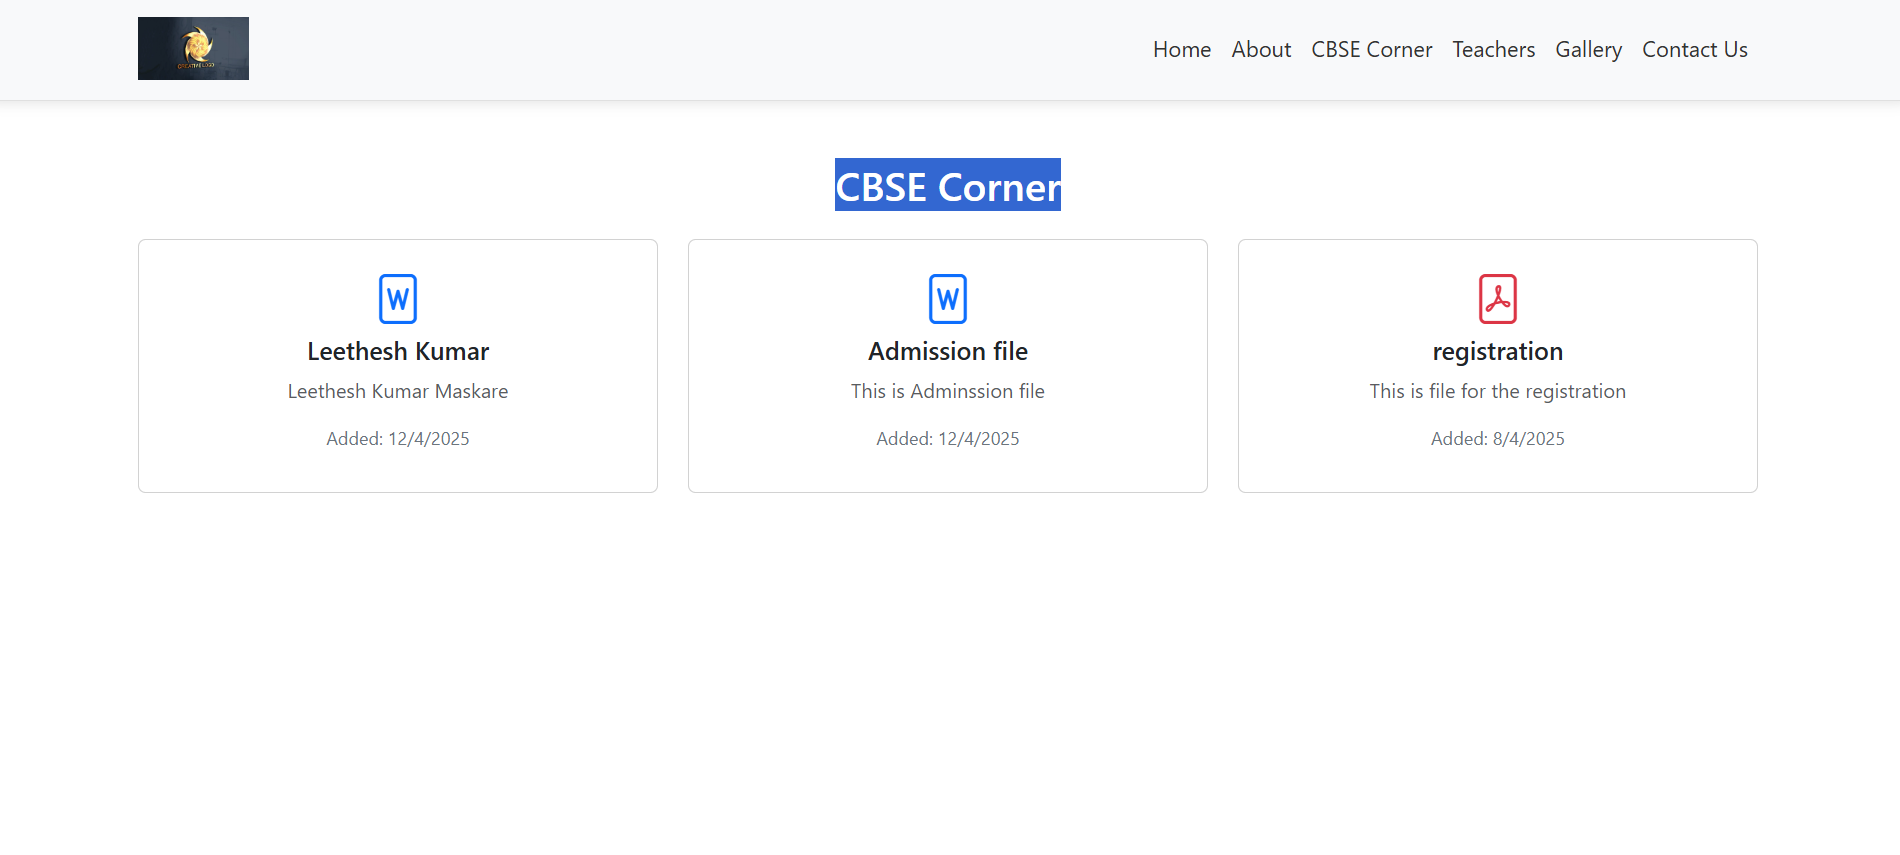 CREATIVE LOGO
Home About CBSE Corner Teachers Gallery Contact Us
CBSE Corner
W
Leethesh Kumar
Leethesh Kumar Maskare
Added: 12/4/2025
W
Admission file
This is Adminssion file
Added: 12/4/2025
registration
This is file for the registration
Added: 8/4/2025